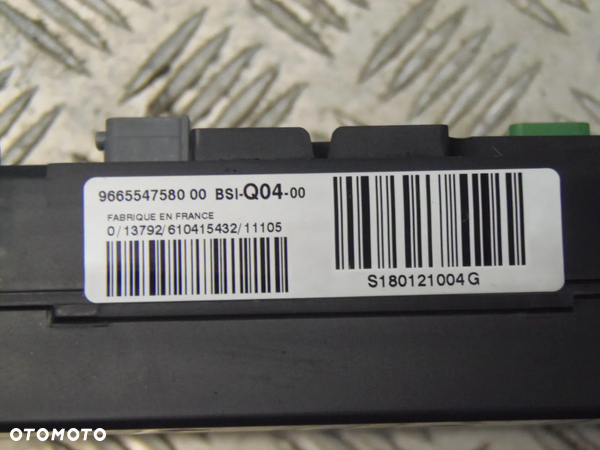 9665547580 00 BSI-Q04-00
FABRIQUE EN FRANCE
0/13792/610415432/11105
S180121004G
OTOMOTO